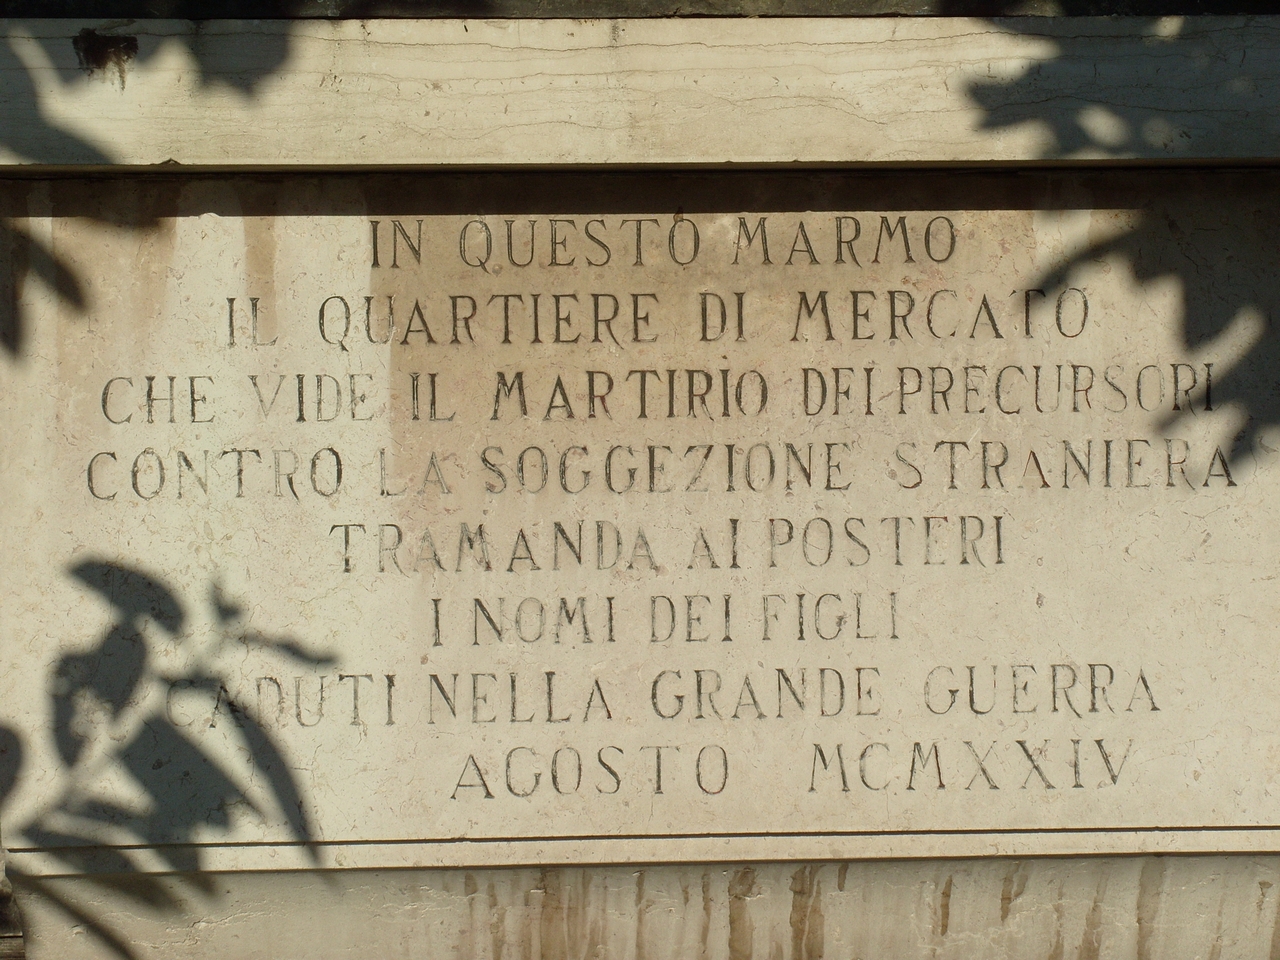 IN QUESTO MARMO
IL QUARTIERE DI MERCATO
CHE VIDE IL MARTIRIO DEI PRECURSORI
CONTRO LA SOGGEZIONE STRANIERA
TRAMANDA AI POSTERI
I NOMI DEI FIGLI
CADUTI NELLA GRANDE GUERRA
AGOSTO MCMXXIV